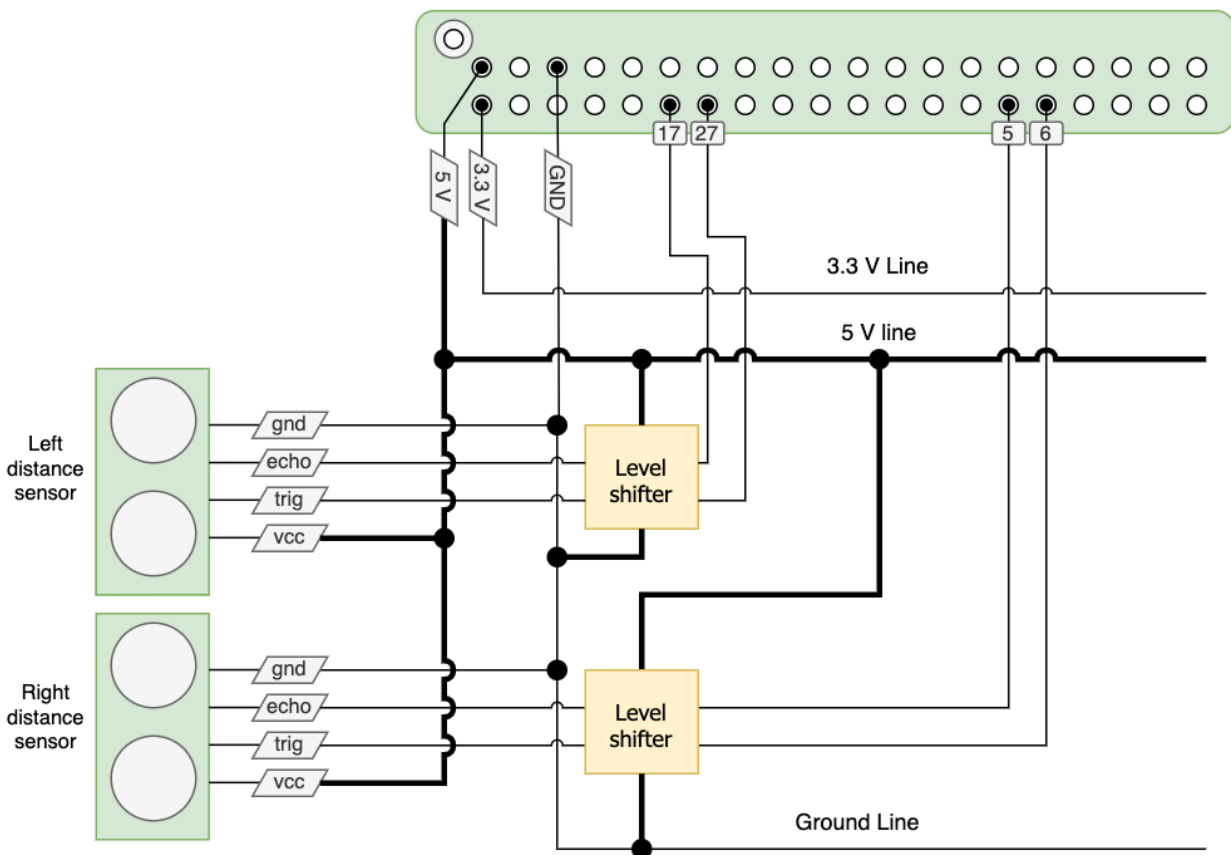 17
27
5
6
5 V
3.3 V
GND
3.3 V Line
5 V line
Left
distance
sensor
gnd
echo
trig
vcc
Level
shifter
Right
distance
sensor
gnd
echo
trig
vcc
Level
shifter
Ground Line